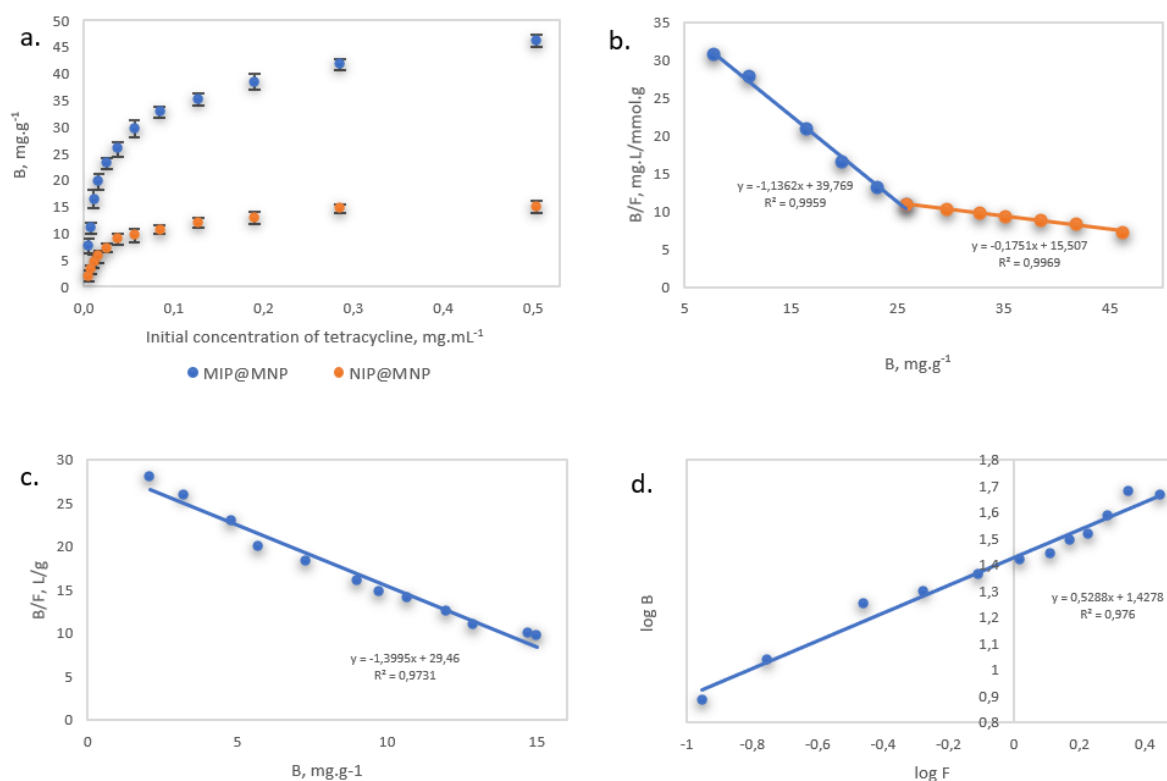 a.
B, mg.g-1
50
45
40
35
30
25
20
15
10
5
0
0,0
0,1
0,2
0,3
0,3
0,4
0,5
Initial concentration of tetracycline, mg.mL-1
MIP@MNP
NIP@MNP
b.
B/F, mg.L/mmol.g
35
30
25
20
15
10
5
0
y = -1,1362x + 39,769
R² = 0,9959
y = -0,1751x + 15,507
R² = 0,9969
5
15
25
35
45
B, mg.g-1
c.
B/F, L/g
30
25
20
15
10
5
0
y = -1,3995x + 29,46
R² = 0,9731
0
5
10
15
B, mg.g-1
d.
log B
1,8
1,7
1,6
1,5
1,4
1,3
1,2
1,1
1
0,9
0,8
y = 0,5288x + 1,4278
R² = 0,976
-1
-0,8
-0,6
-0,4
-0,2
0
0,2
0,4
log F